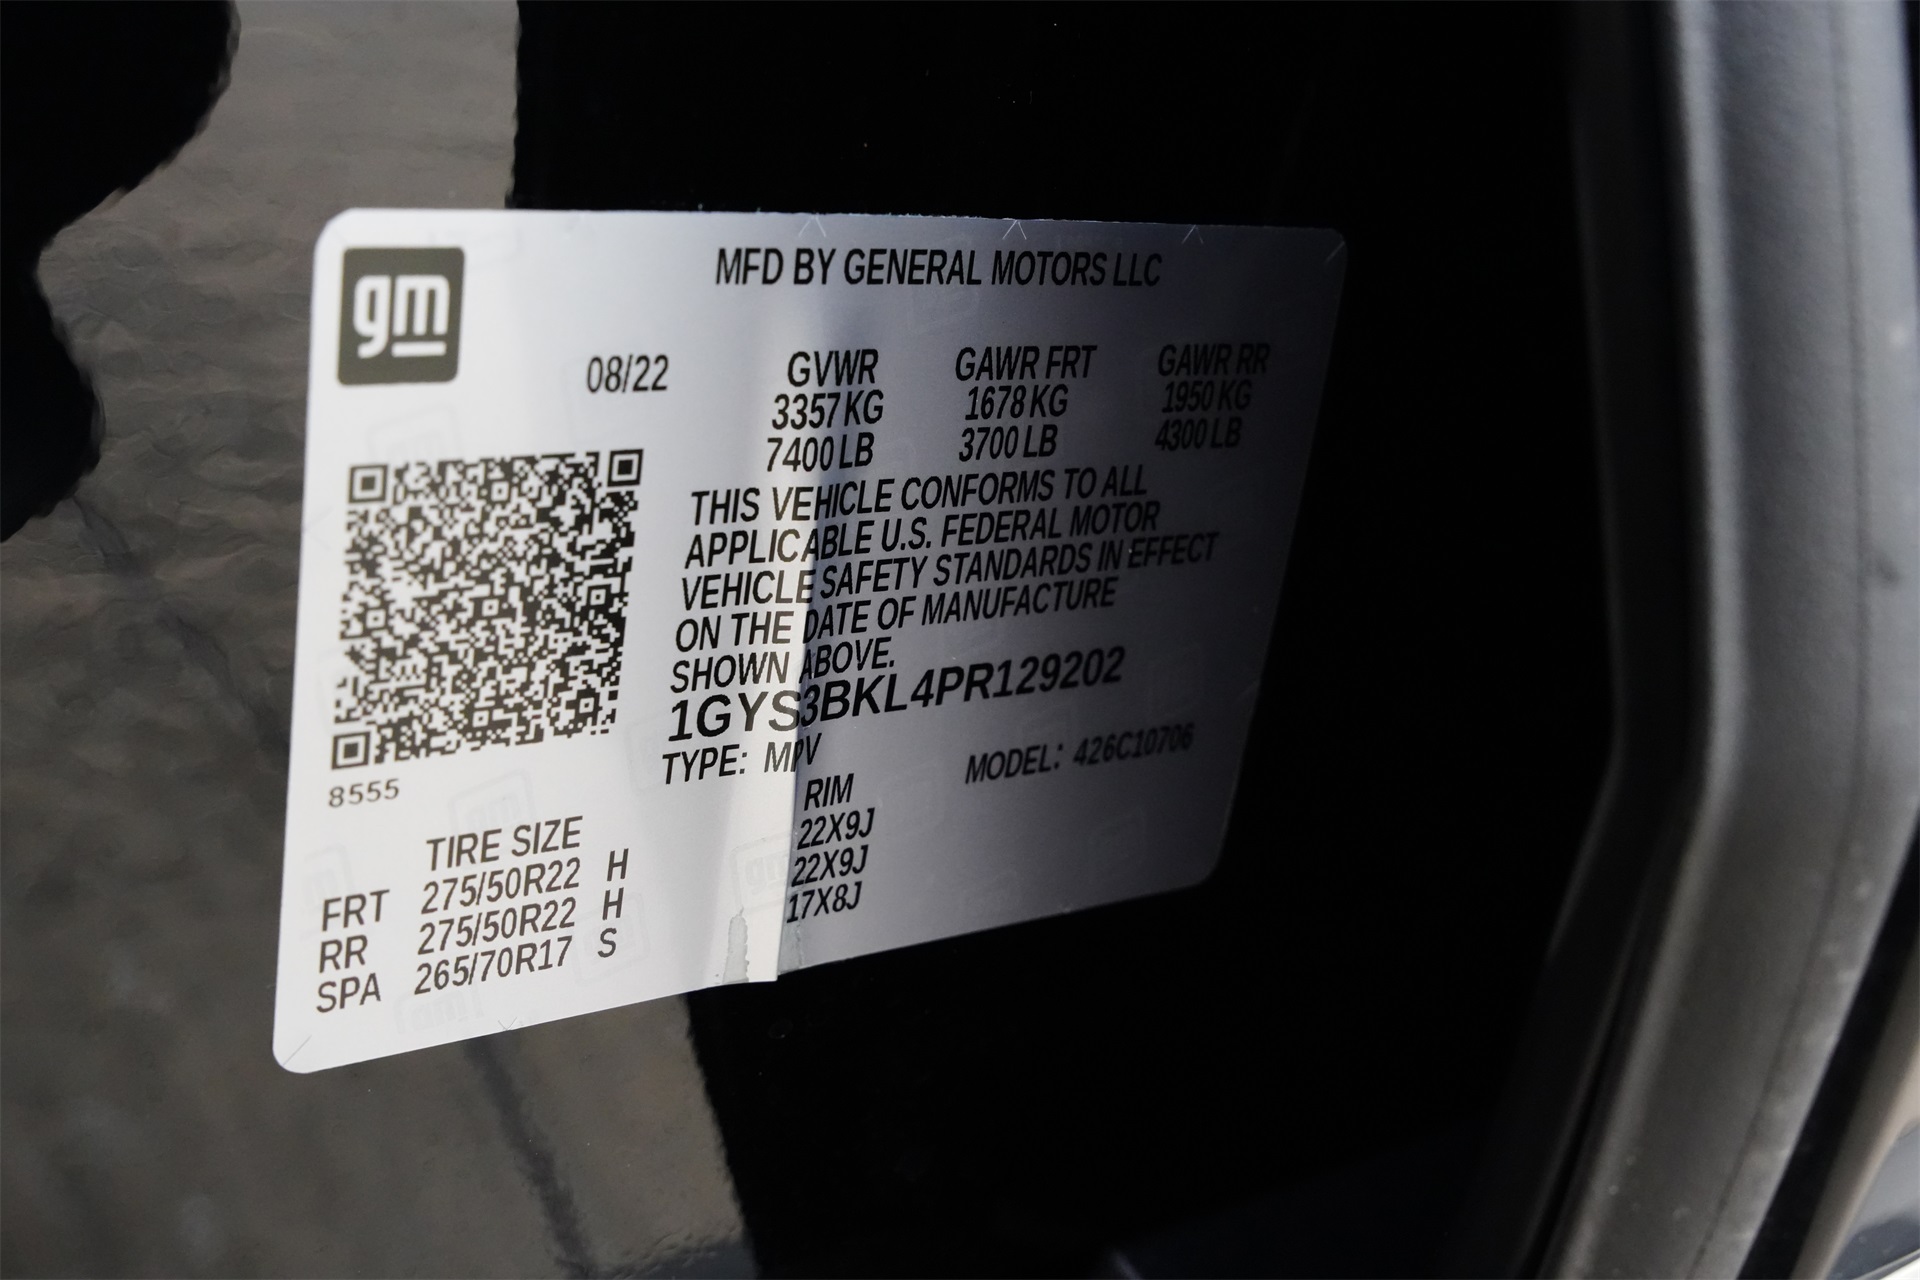 gm
MFD BY GENERAL MOTORS LLC
08/22 GVWR GAWR FRT GAWR RR
3357 KG 1678 KG 1950 KG
7400 LB 3700 LB 4300 LB
THIS VEHICLE CONFORMS TO ALL
APPLICABLE U.S. FEDERAL MOTOR
VEHICLE SAFETY STANDARDS IN EFFECT
ON THE DATE OF MANUFACTURE
SHOWN ABOVE.
1GYS3BKL4PR129202
TYPE: MPV MODEL: 426C10706
8555
TIRE SIZE RIM
FRT 275/50R22 H 22X9J
RR 275/50R22 H 22X9J
SPA 265/70R17 S 17X8J